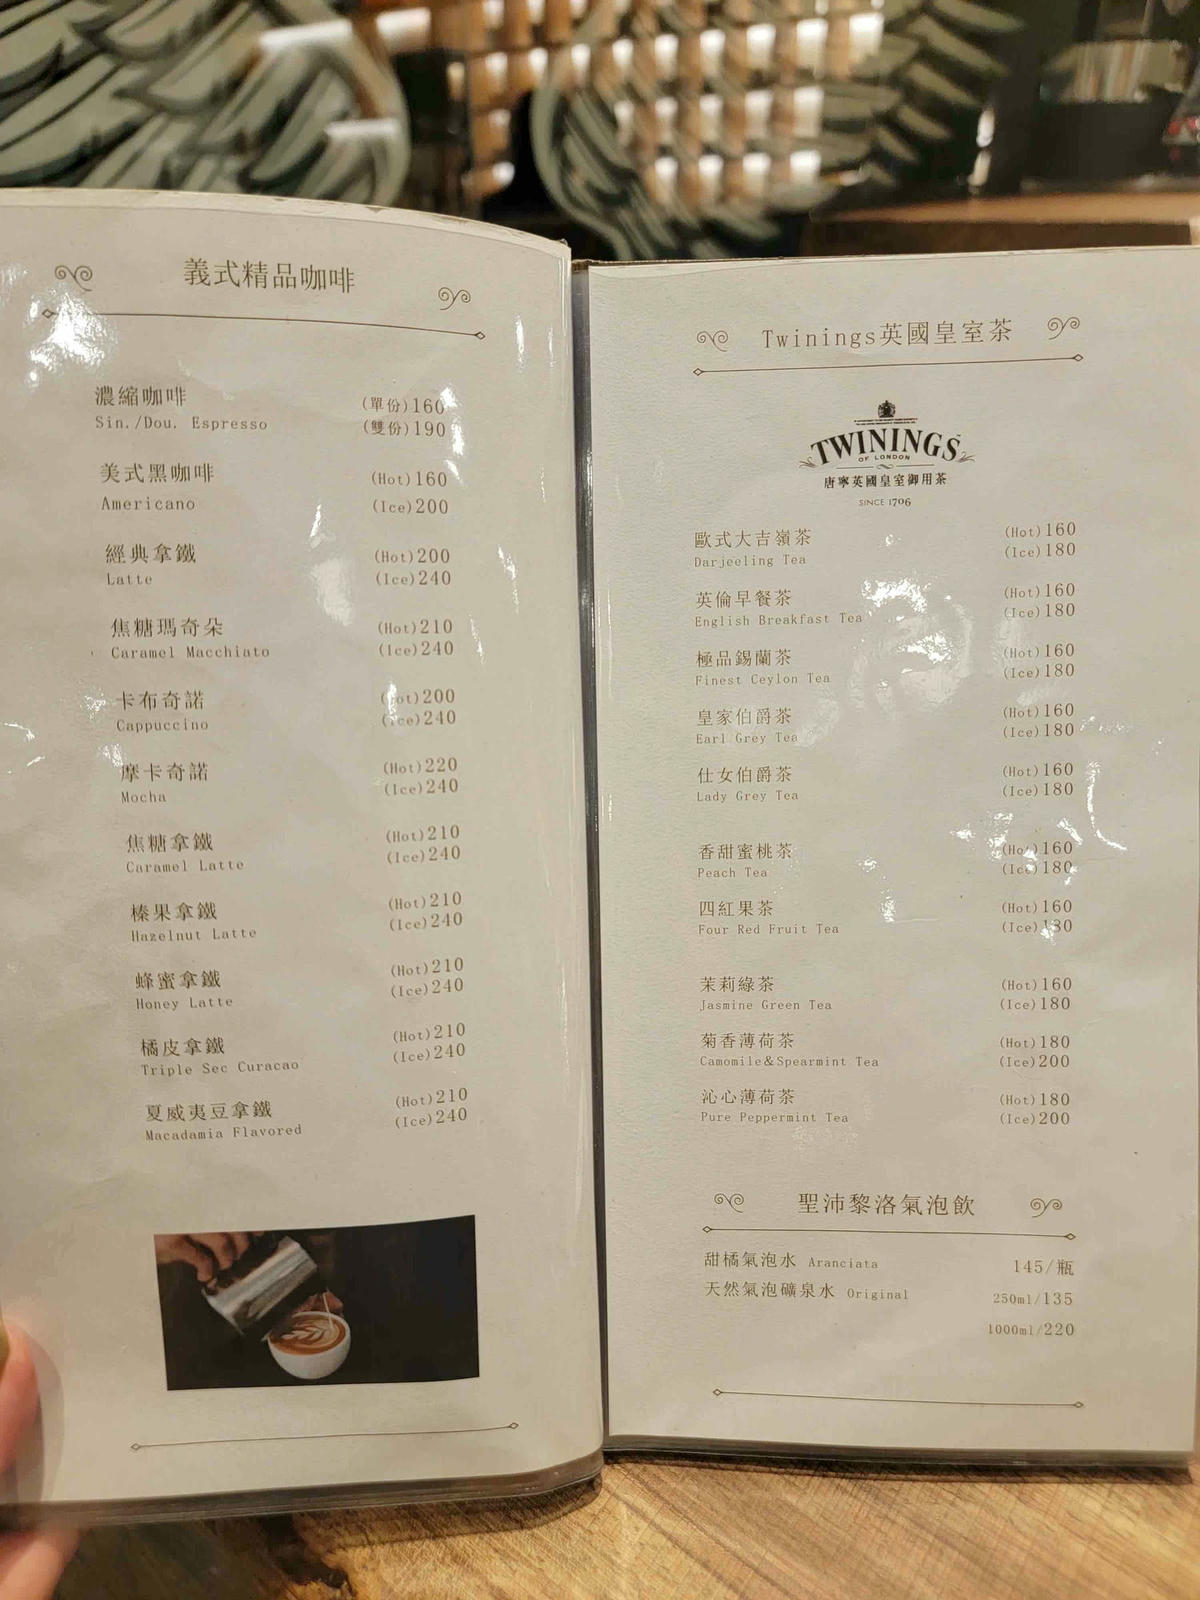 義式精品咖啡
濃縮咖啡 (單份)160
Sin./Dou. Espresso (雙份)190
美式黑咖啡 (Hot)160
Americano (Ice)200
經典拿鐵 (Hot)200
Latte (Ice)240
焦糖瑪奇朵 (Hot)210
Caramel Macchiato (Ice)240
卡布奇諾 (Hot)200
Cappuccino (Ice)240
摩卡奇諾 (Hot)220
Mocha (Ice)240
焦糖拿鐵 (Hot)210
Caramel Latte (Ice)240
榛果拿鐵 (Hot)210
Hazelnut Latte (Ice)240
蜂蜜拿鐵 (Hot)210
Honey Latte (Ice)240
橘皮拿鐵 (Hot)210
Triple Sec Curacao (Ice)240
夏威夷豆拿鐵 (Hot)210
Macadamia Flavored (Ice)240
Twinings英國皇室茶
TWININGS
OF LONDON
唐寧英國皇室御用茶
SINCE 1706
歐式大吉嶺茶 (Hot)160
Darjeeling Tea (Ice)180
英倫早餐茶 (Hot)160
English Breakfast Tea (Ice)180
極品錫蘭茶 (Hot)160
Finest Ceylon Tea (Ice)180
皇家伯爵茶 (Hot)160
Earl Grey Tea (Ice)180
仕女伯爵茶 (Hot)160
Lady Grey Tea (Ice)180
香甜蜜桃茶 (Hot)160
Peach Tea (Ice)180
四紅果茶 (Hot)160
Four Red Fruit Tea (Ice)180
茉莉綠茶 (Hot)160
Jasmine Green Tea (Ice)180
菊香薄荷茶 (Hot)180
Camomile&Spearmint Tea (Ice)200
沁心薄荷茶 (Hot)180
Pure Peppermint Tea (Ice)200
聖沛黎洛氣泡飲
甜橘氣泡水 Aranciata 145/瓶
天然氣泡礦泉水 Original 250ml/135
1000ml/220